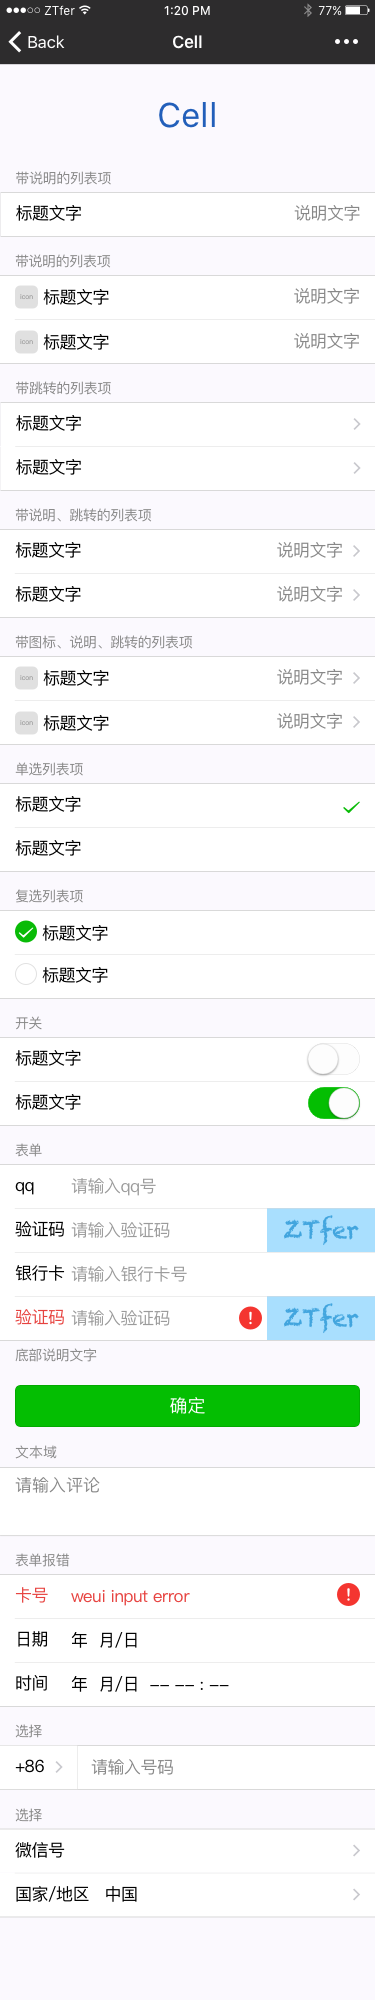 ZTfer 1:20 PM 77%
Back Cell
Cell
带说明的列表项
标题文字 说明文字
带说明的列表项
icon 标题文字 说明文字
icon 标题文字 说明文字
带跳转的列表项
标题文字
标题文字
带说明、跳转的列表项
标题文字 说明文字
标题文字 说明文字
带图标、说明、跳转的列表项
icon 标题文字 说明文字
icon 标题文字 说明文字
单选列表项
标题文字
标题文字
复选列表项
标题文字
标题文字
开关
标题文字
标题文字
表单
qq 请输入qq号
验证码 请输入验证码 ZTfer
银行卡 请输入银行卡号
验证码 请输入验证码 ZTfer
底部说明文字
确定
文本域
请输入评论
表单报错
卡号 weui input error
日期 年 月/日
时间 年 月/日 -- -- : --
选择
+86 请输入号码
选择
微信号
国家/地区 中国